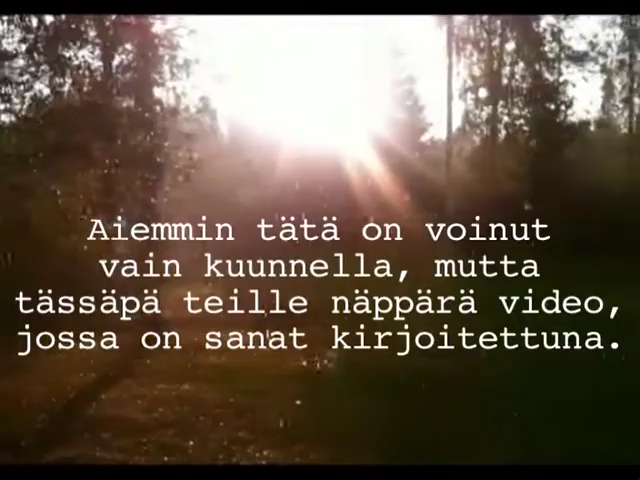 Aiemmin tätä on voinut
vain kuunnella, mutta
tässäpä teille näppärä video,
jossa on sanat kirjoitettuna.